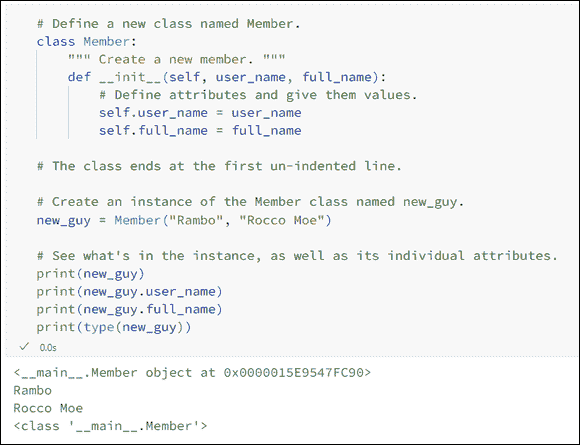 # Define a new class named Member.
class Member:
    """ Create a new member. """
    def __init__(self, user_name, full_name):
        # Define attributes and give them values.
        self.user_name = user_name
        self.full_name = full_name
# The class ends at the first un-indented line.
# Create an instance of the Member class named new_guy.
new_guy = Member("Rambo", "Rocco Moe")
# See what's in the instance, as well as its individual attributes.
print(new_guy)
print(new_guy.user_name)
print(new_guy.full_name)
print(type(new_guy))
✓ 0.0s
<__main__.Member object at 0x0000015E9547FC90>
Rambo
Rocco Moe
<class '__main__.Member'>